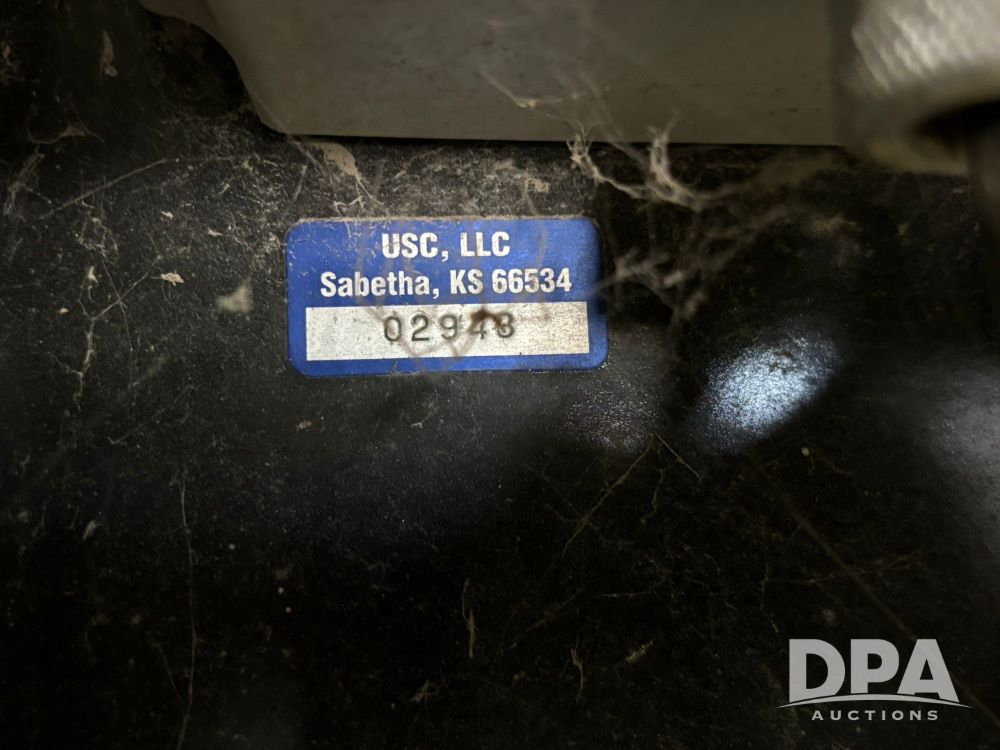 USC, LLC
Sabetha, KS 66534
02943
DPA
AUCTIONS